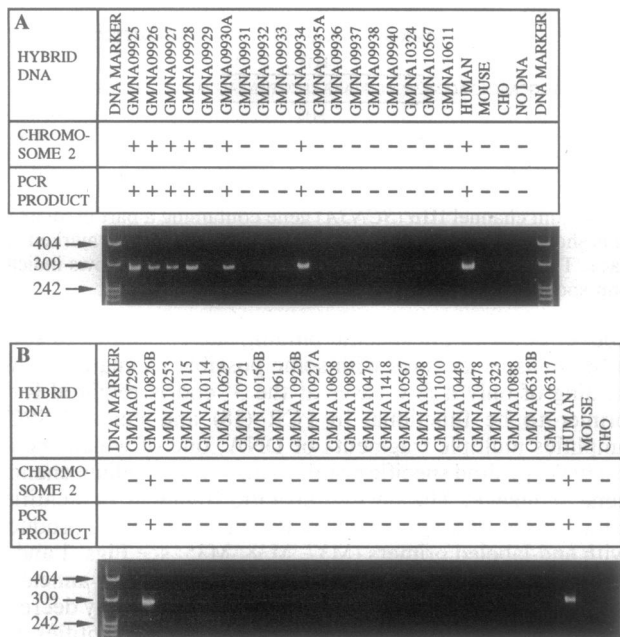 A
HYBRID
DNA
DNA MARKER
GM/NA09925
GM/NA09926
GM/NA09927
GM/NA09928
GM/NA09929
GM/NA09930A
GM/NA09931
GM/NA09932
GM/NA09933
GM/NA09934
GM/NA09935A
GM/NA09936
GM/NA09937
GM/NA09938
GM/NA09940
GM/NA10324
GM/NA10567
GM/NA10611
HUMAN
MOUSE
CHO
NO DNA
DNA MARKER
CHROMO-
SOME 2
+ + + + − + − − − + − − − − − − − − + − − −
PCR
PRODUCT
+ + + + − + − − − + − − − − − − − − + − − −
404
309
242
B
HYBRID
DNA
DNA MARKER
GM/NA07299
GM/NA10826B
GM/NA10253
GM/NA10115
GM/NA10114
GM/NA10629
GM/NA10791
GM/NA10156B
GM/NA10611
GM/NA10926B
GM/NA10927A
GM/NA10868
GM/NA10898
GM/NA10479
GM/NA11418
GM/NA10567
GM/NA10498
GM/NA11010
GM/NA10449
GM/NA10478
GM/NA10323
GM/NA10888
GM/NA06318B
GM/NA06317
HUMAN
MOUSE
CHO
CHROMO-
SOME 2
− + − − − − − − − − − − − − − − − − − − − − − − + − −
PCR
PRODUCT
− + − − − − − − − − − − − − − − − − − − − − − − + − −
404
309
242